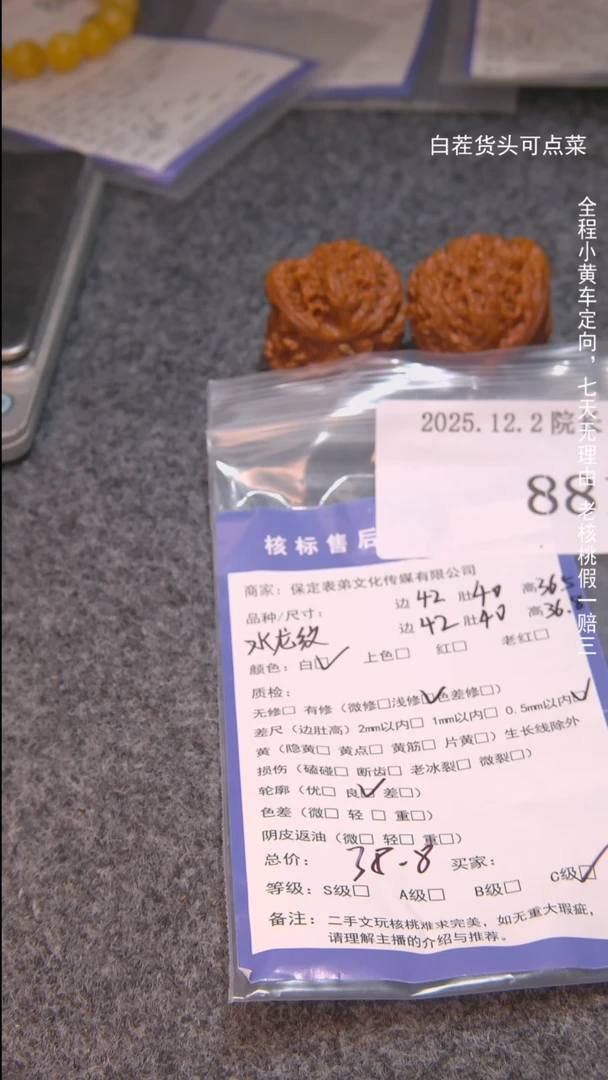 白茬货头可点菜
全程小黄车定向，七天无理由 老核桃假一赔三
2025.12.2院长
881
核标售后
商家：保定表弟文化传媒有限公司
品种/尺寸：
边 42 肚 40 高 36.5
水龙纹
边 42 肚 40 高 36.8
颜色：白☑ 上色□ 红□ 老红□
质检：
无修□ 有修（微修□浅修☑色差修□）
差尺（边肚高）2mm以内□ 1mm以内□ 0.5mm以内☑
黄（隐黄□ 黄点□ 黄筋□ 片黄□）生长线除外
损伤（磕碰□ 断齿□ 老冰裂□ 微裂□）
轮廓（优□ 良☑ 差□）
色差（微□ 轻□ 重□）
阴皮返油（微□ 轻□ 重□）
总价：38.8 买家：
等级：S级□ A级□ B级□ C级☑
备注：二手文玩核桃难求完美，如无重大瑕疵，
请理解主播的介绍与推荐。